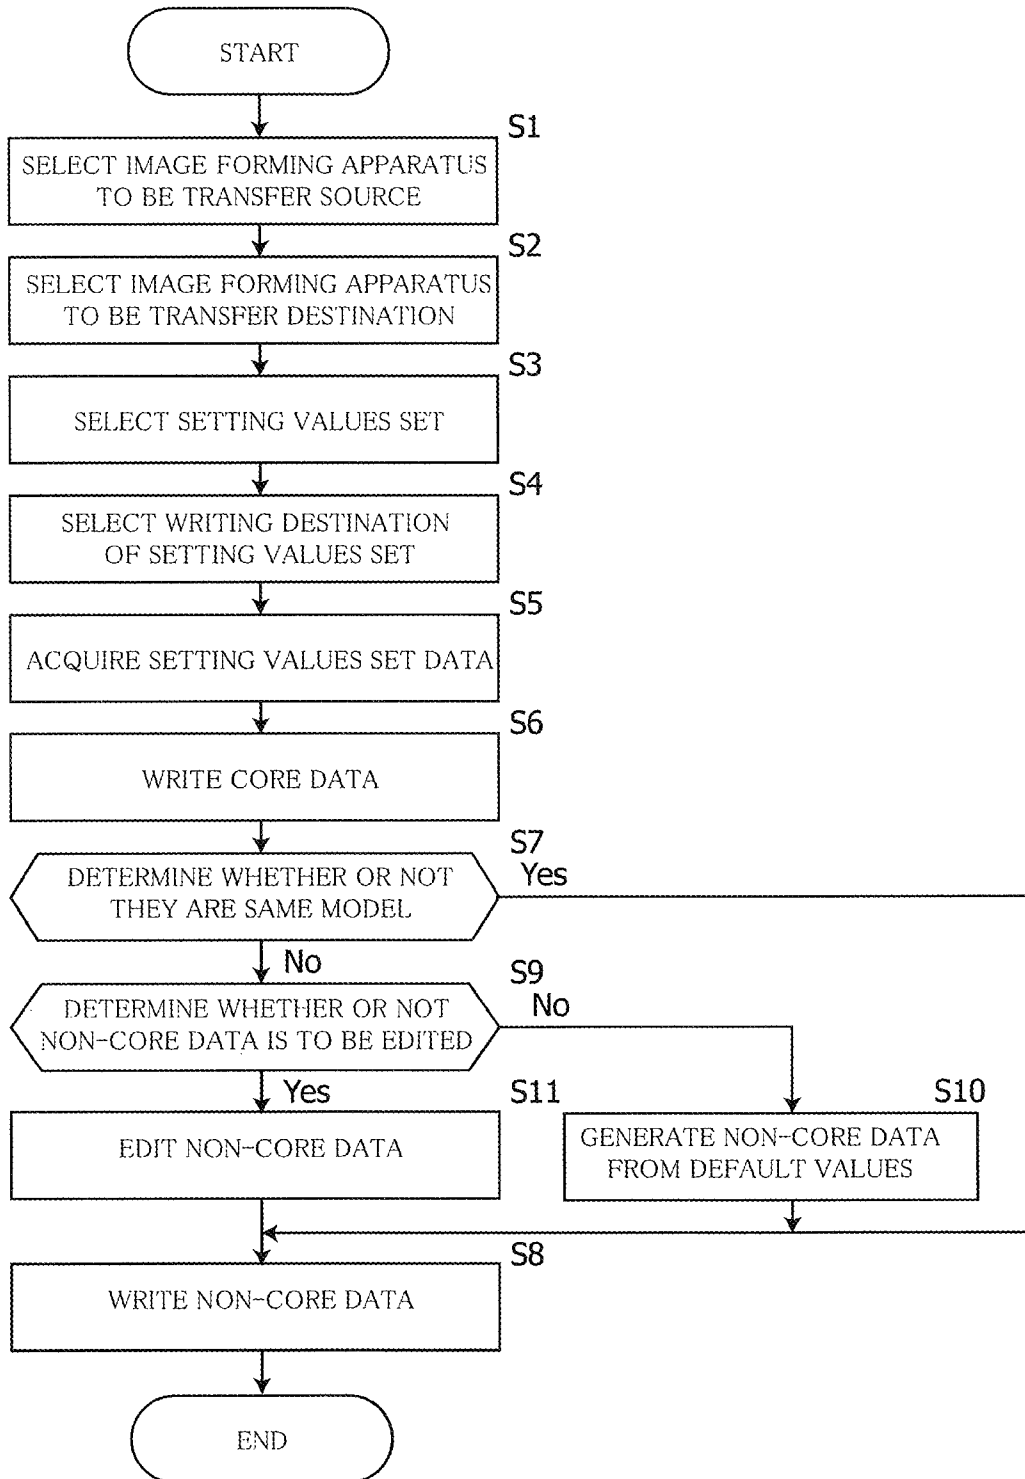 START
S1
SELECT IMAGE FORMING APPARATUS
TO BE TRANSFER SOURCE
S2
SELECT IMAGE FORMING APPARATUS
TO BE TRANSFER DESTINATION
S3
SELECT SETTING VALUES SET
S4
SELECT WRITING DESTINATION
OF SETTING VALUES SET
S5
ACQUIRE SETTING VALUES SET DATA
S6
WRITE CORE DATA
S7
DETERMINE WHETHER OR NOT
THEY ARE SAME MODEL
Yes
No
S9
DETERMINE WHETHER OR NOT
NON-CORE DATA IS TO BE EDITED
No
Yes
S11
EDIT NON-CORE DATA
S10
GENERATE NON-CORE DATA
FROM DEFAULT VALUES
S8
WRITE NON-CORE DATA
END